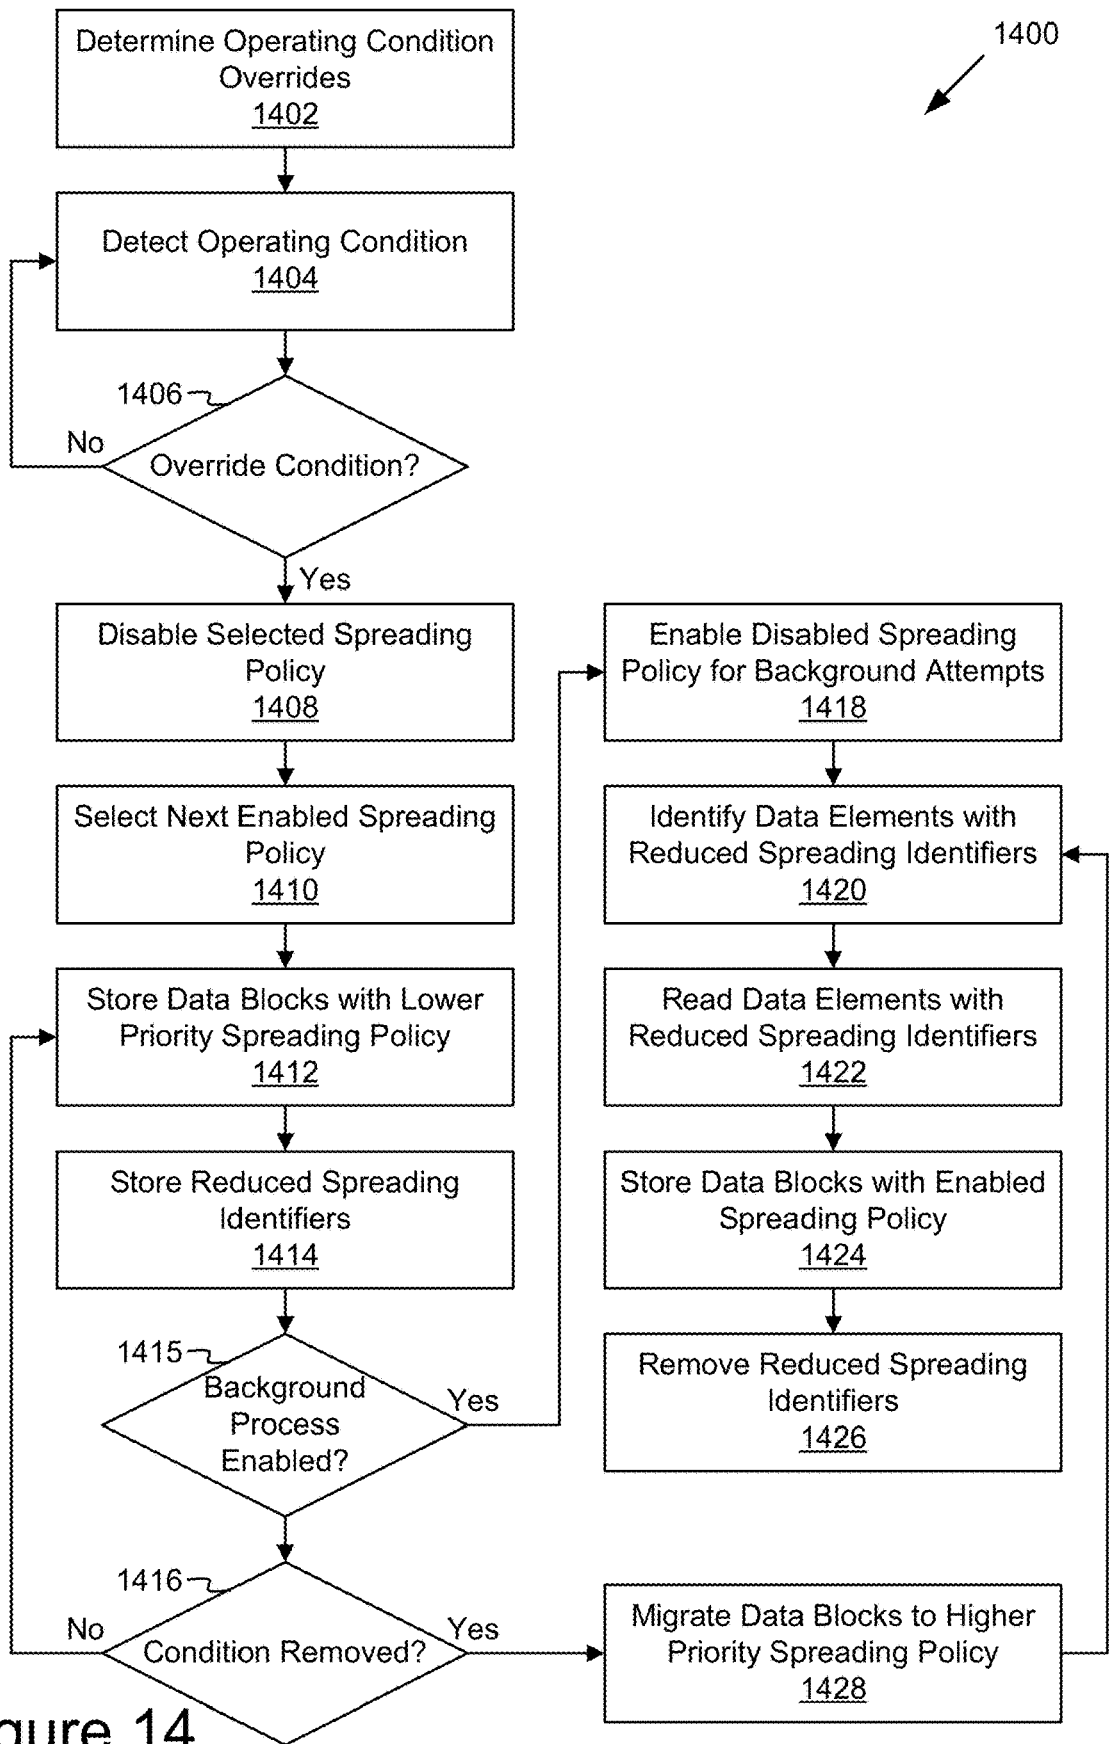 1400
Determine Operating Condition
Overrides
1402
Detect Operating Condition
1404
1406
No
Override Condition?
Yes
Disable Selected Spreading
Policy
1408
Select Next Enabled Spreading
Policy
1410
Store Data Blocks with Lower
Priority Spreading Policy
1412
Store Reduced Spreading
Identifiers
1414
1415
Background
Process
Enabled?
Yes
1416
No
Condition Removed?
Yes
Enable Disabled Spreading
Policy for Background Attempts
1418
Identify Data Elements with
Reduced Spreading Identifiers
1420
Read Data Elements with
Reduced Spreading Identifiers
1422
Store Data Blocks with Enabled
Spreading Policy
1424
Remove Reduced Spreading
Identifiers
1426
Migrate Data Blocks to Higher
Priority Spreading Policy
1428
gure 14